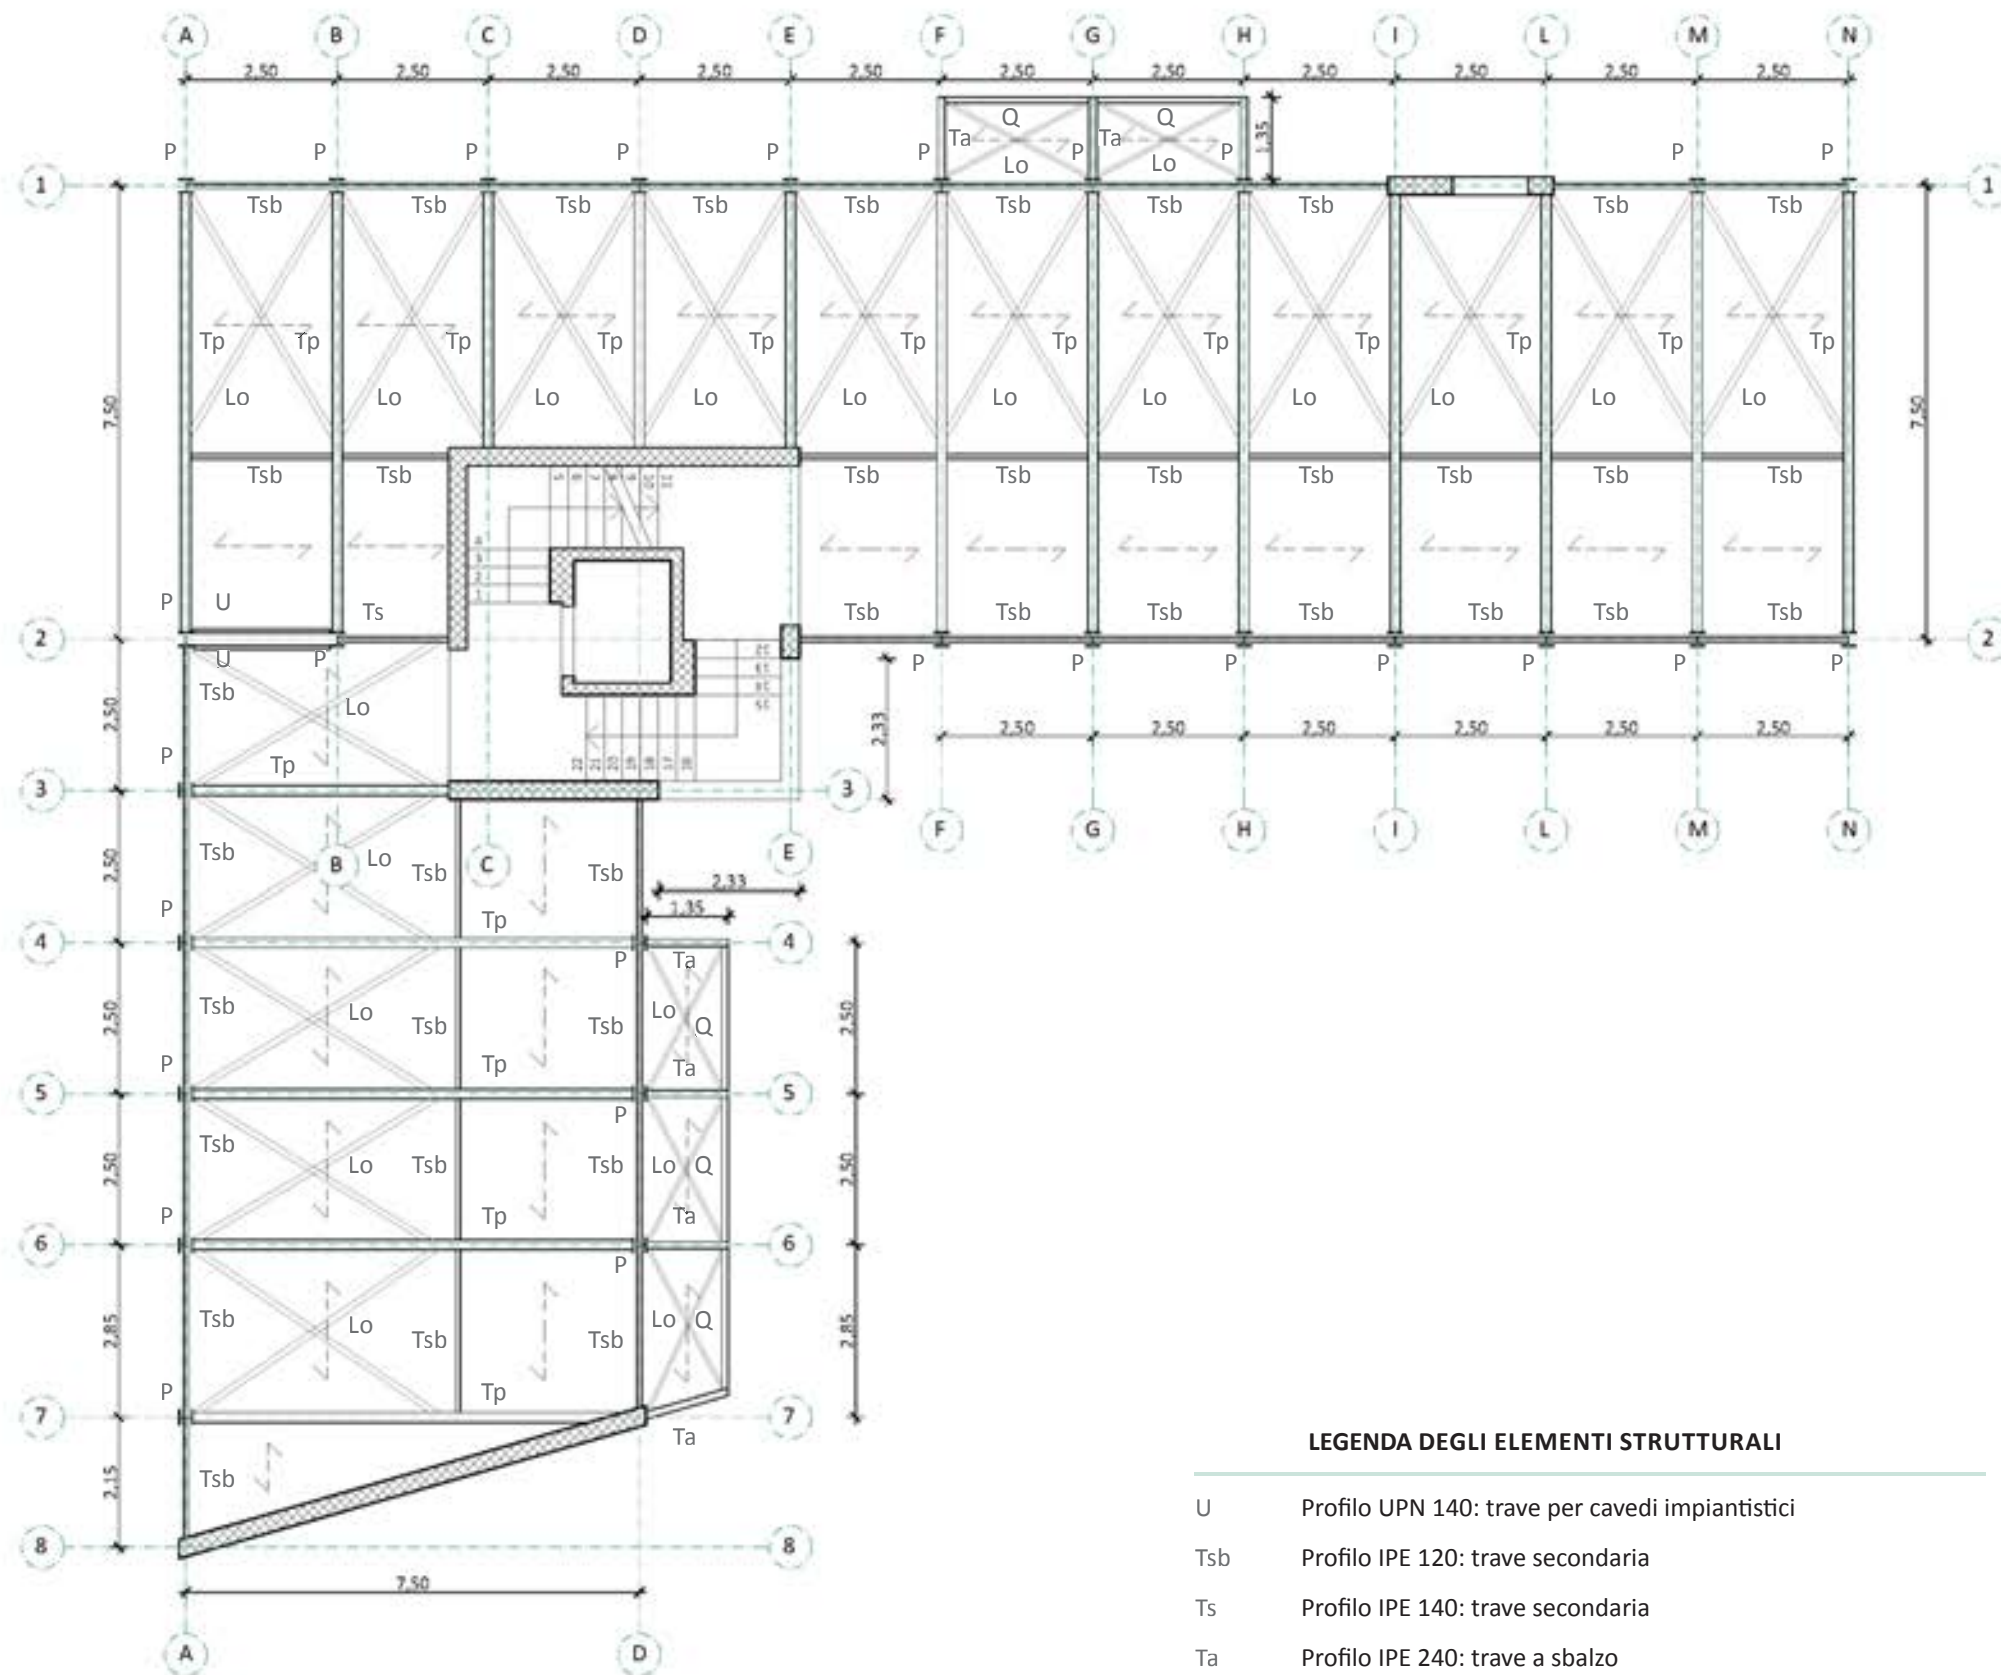 A B C D E F G H I L M N
2,50 2,50 2,50 2,50 2,50 2,50 2,50 2,50 2,50 2,50 2,50
Q Q
Ta Ta 1,35
P P P P P P P P P P
Lo Lo
1 1
Tsb Tsb Tsb Tsb Tsb Tsb Tsb Tsb Tsb Tsb
Tp Tp Tp Tp Tp Tp Tp Tp Tp Tp Tp Tp
Lo Lo Lo Lo Lo Lo Lo Lo Lo Lo Lo
7,50 7,50
Tsb Tsb Tsb Tsb Tsb Tsb Tsb Tsb Tsb
P U Ts Tsb Tsb Tsb Tsb Tsb Tsb Tsb
2 2
U P P P P P P P P
Tsb Lo
2,50 2,33 2,50 2,50 2,50 2,50 2,50 2,50
P Tp
22 21 20 19 18 17 16
3 3
F G H I L M N
Tsb B Lo C E
2,50 Tsb Tsb
2,33
P Tp 1,35
4 4
P Ta
Tsb Lo Tsb Tsb Lo Q
2,50 2,50
P Tp Ta
5 5
P
Tsb Lo Tsb Tsb Lo Q
2,50 2,50
P Tp Ta
6 6
P
Tsb Lo Tsb Tsb Lo Q
2,85 2,85
P Tp
7 7
Ta
Tsb
2,15
8 8
7,50
A D
LEGENDA DEGLI ELEMENTI STRUTTURALI
U Profilo UPN 140: trave per cavedi impiantistici
Tsb Profilo IPE 120: trave secondaria
Ts Profilo IPE 140: trave secondaria
Ta Profilo IPE 240: trave a sbalzo